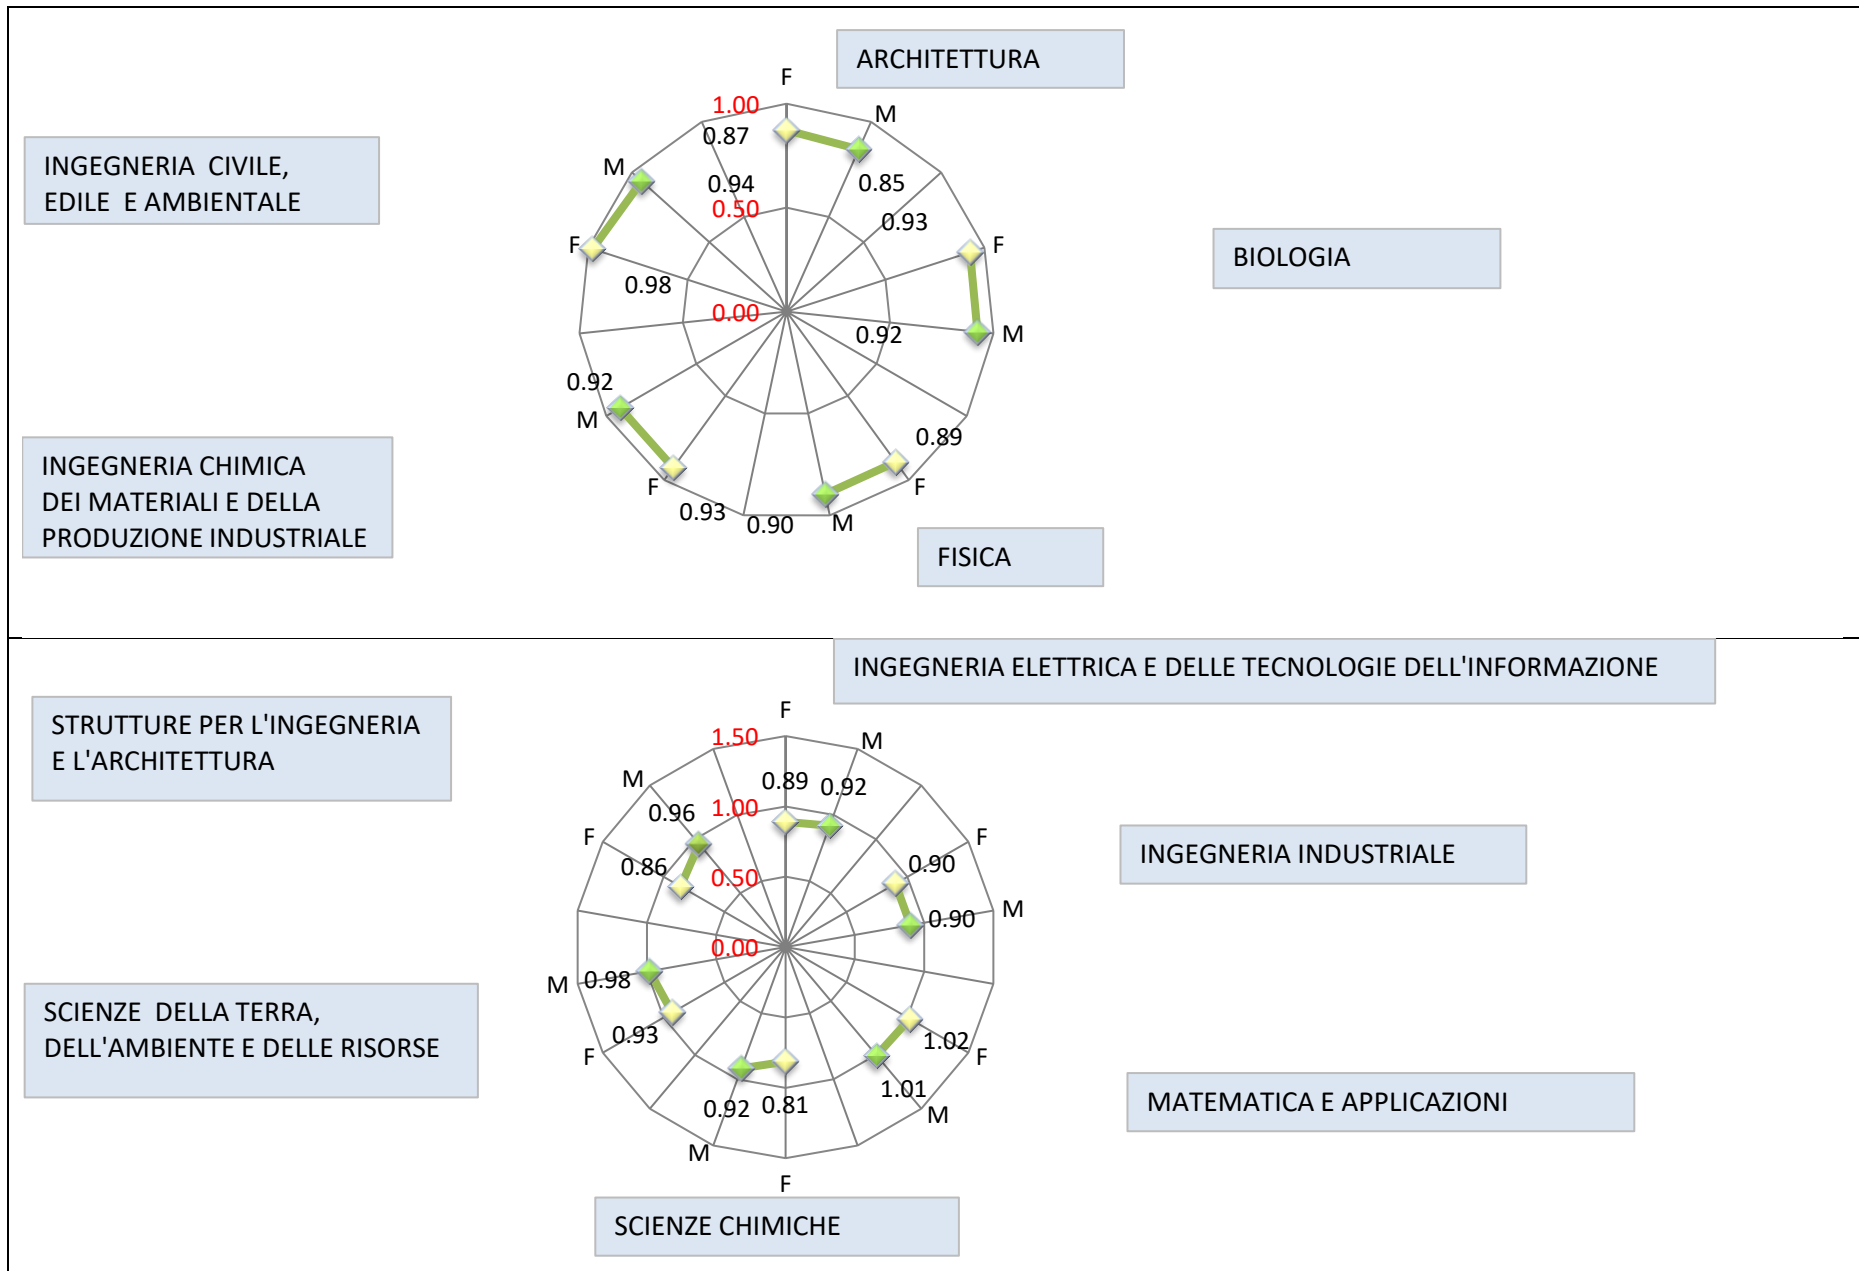 ARCHITETTURA
F
1.00
M
0.87
INGEGNERIA  CIVILE,
EDILE  E AMBIENTALE
M
0.94
0.85
0.50
0.93
F
F
BIOLOGIA
0.98
0.00
0.92
M
0.92
M
0.89
INGEGNERIA CHIMICA
DEI MATERIALI E DELLA
PRODUZIONE INDUSTRIALE
F
F
0.93
0.90
M
FISICA
INGEGNERIA ELETTRICA E DELLE TECNOLOGIE DELL'INFORMAZIONE
STRUTTURE PER L'INGEGNERIA
E L'ARCHITETTURA
F
1.50
M
M
0.89
0.92
0.96
1.00
F
F
0.86
0.50
0.90
INGEGNERIA INDUSTRIALE
M
0.90
0.00
M
0.98
SCIENZE  DELLA TERRA,
DELL'AMBIENTE E DELLE RISORSE
0.93
F
1.02
F
1.01
M
MATEMATICA E APPLICAZIONI
0.92
0.81
M
F
SCIENZE CHIMICHE